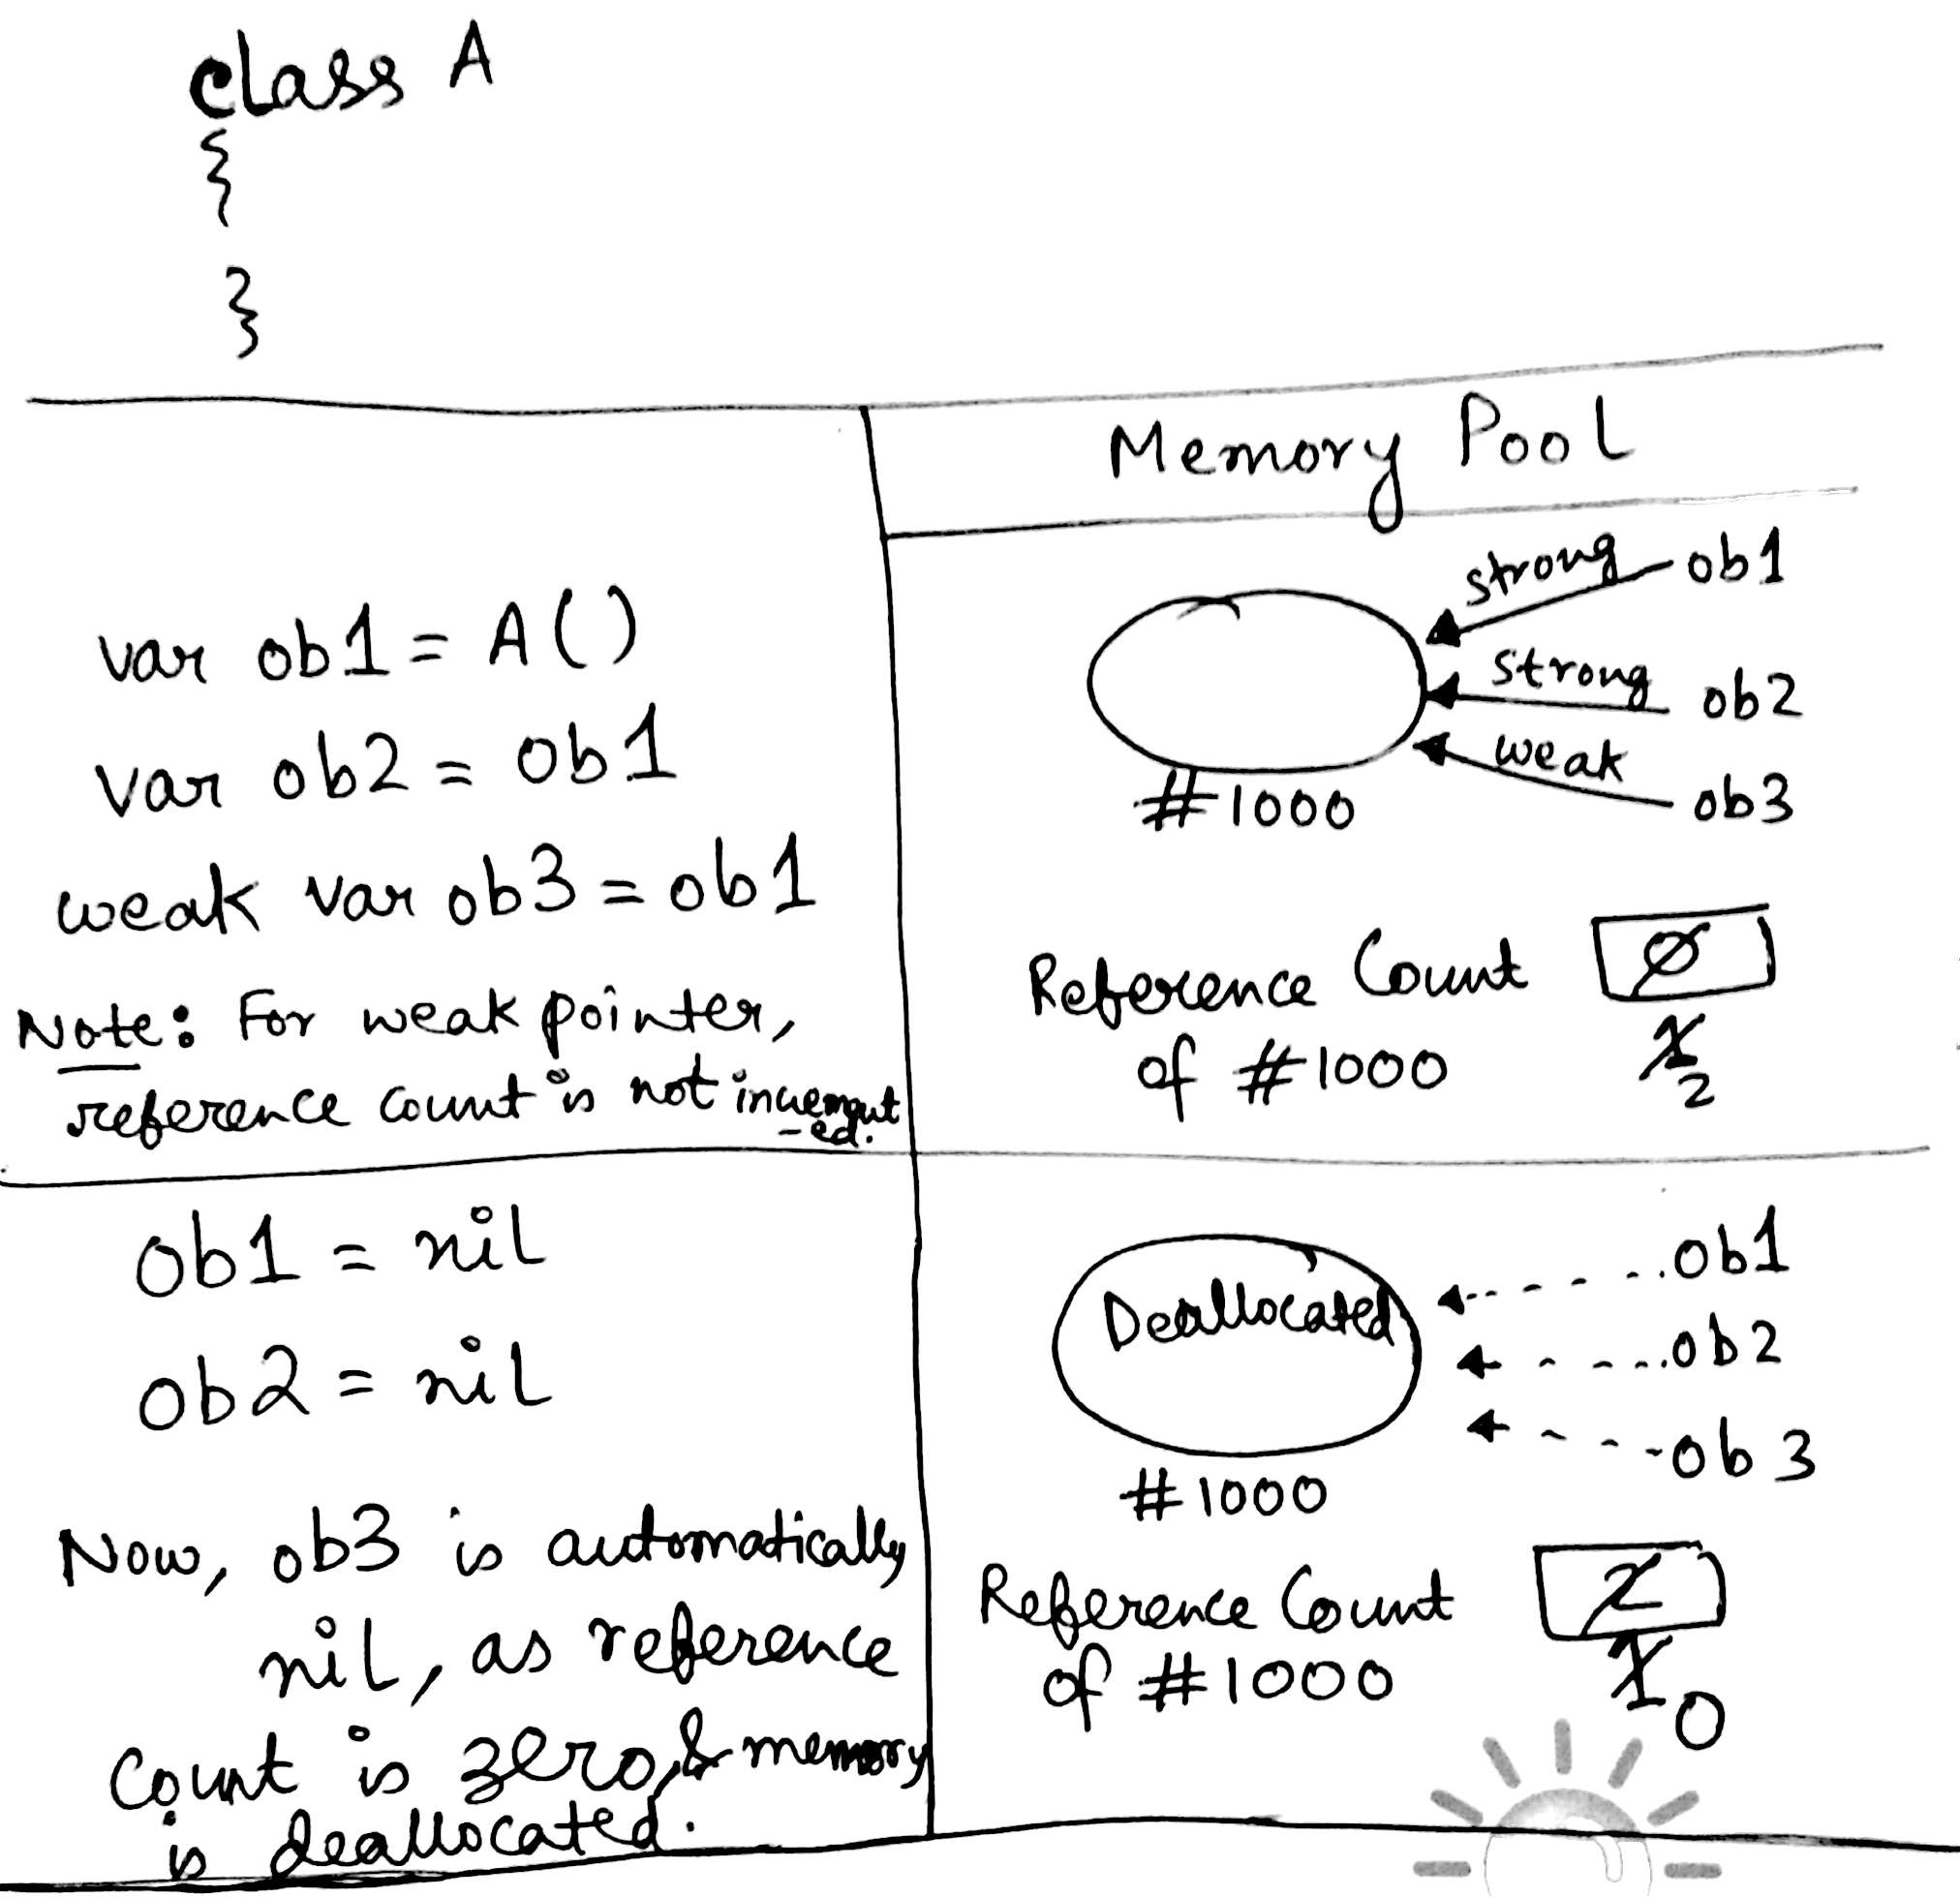 class A
{
}
Memory Pool
var ob1 = A()
var ob2 = ob1
weak var ob3 = ob1
Note: For weak pointer,
reference count is not increment
-ed.
strong ob1
strong ob2
weak ob3
#1000
Reference Count 0
of #1000 1
2
ob1 = nil
ob2 = nil
Now, ob3 is automatically
nil, as reference
count is zero & memory
is deallocated.
Deallocated
ob1
ob2
ob3
#1000
Reference Count 2
of #1000 1
0